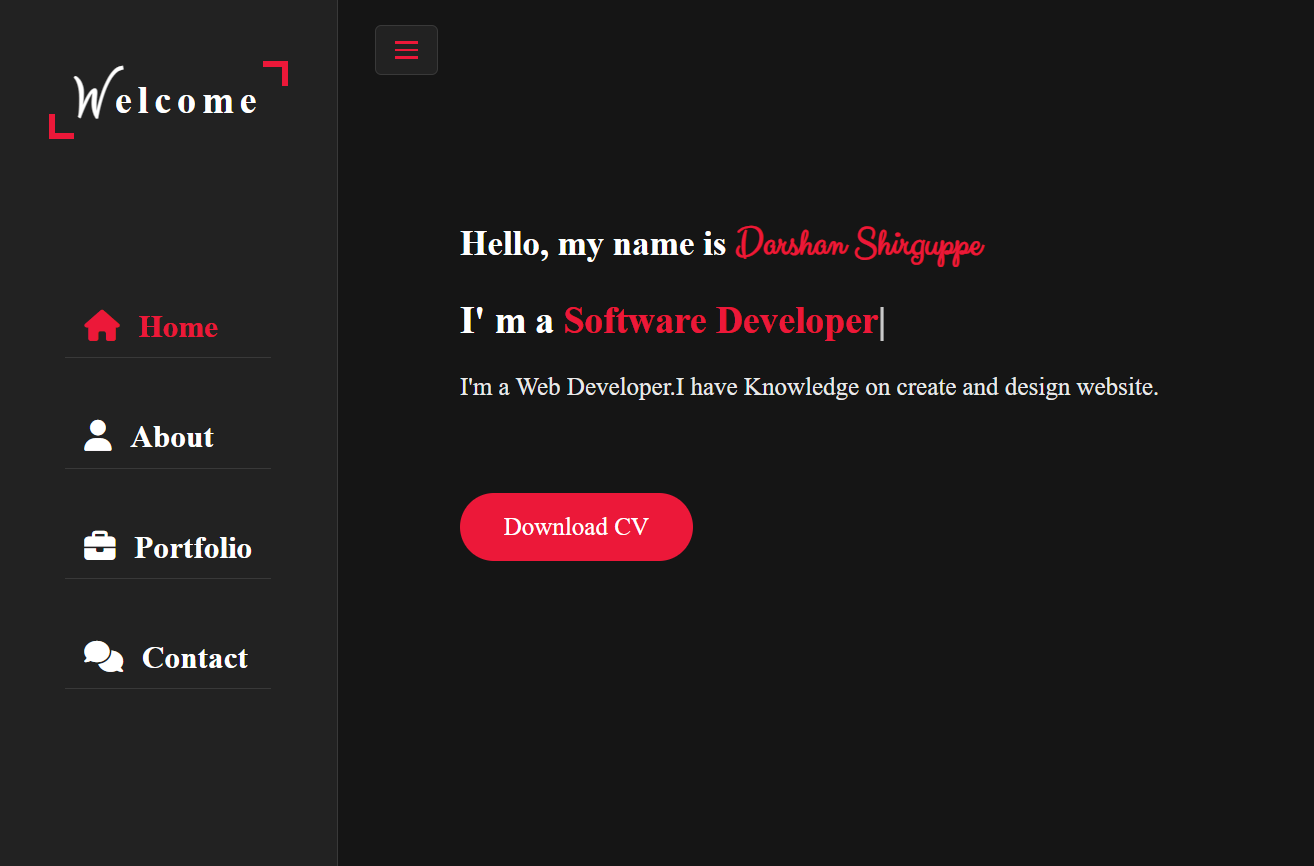 Welcome
Home
About
Portfolio
Contact
Hello, my name is Darshan Shirguppe
I' m a Software Developer|
I'm a Web Developer.I have Knowledge on create and design website.
Download CV